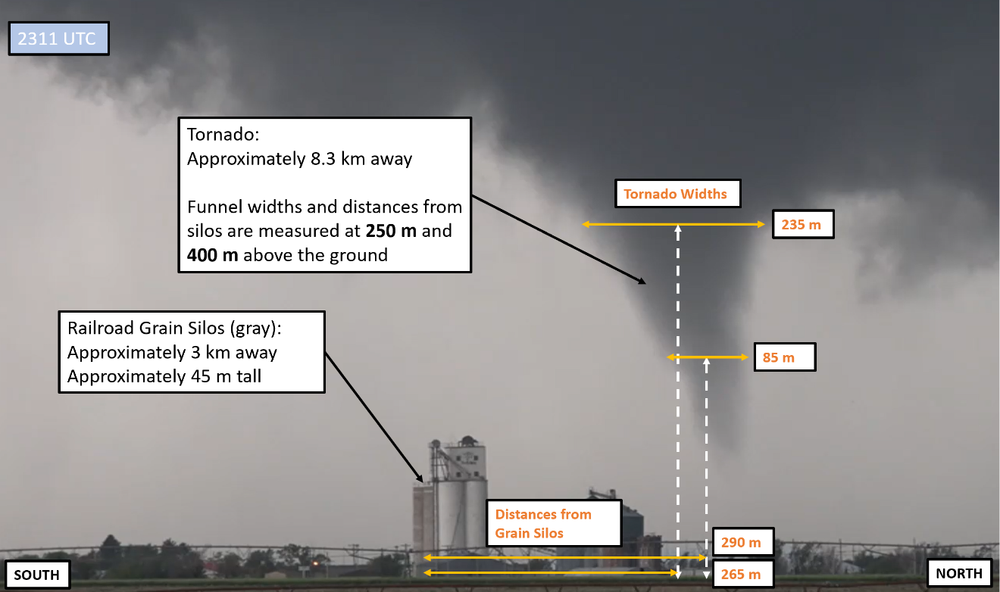 2311 UTC
Tornado:
Approximately 8.3 km away
Funnel widths and distances from
silos are measured at 250 m and
400 m above the ground
Tornado Widths
235 m
Railroad Grain Silos (gray):
Approximately 3 km away
Approximately 45 m tall
85 m
Distances from
Grain Silos
290 m
265 m
SOUTH
NORTH